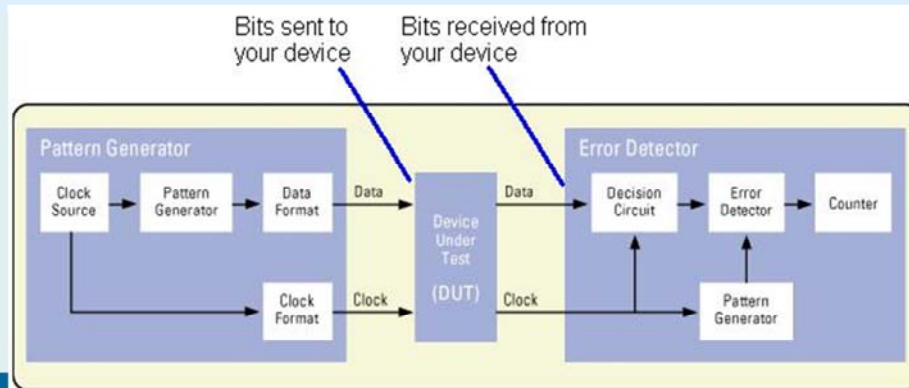 Bits sent to
your device
Bits received from
your device
Pattern Generator
Clock
Source
Pattern
Generator
Data
Format
Data
Clock
Format
Clock
Device
Under
Test
(DUT)
Data
Clock
Error Detector
Decision
Circuit
Error
Detector
Counter
Pattern
Generator